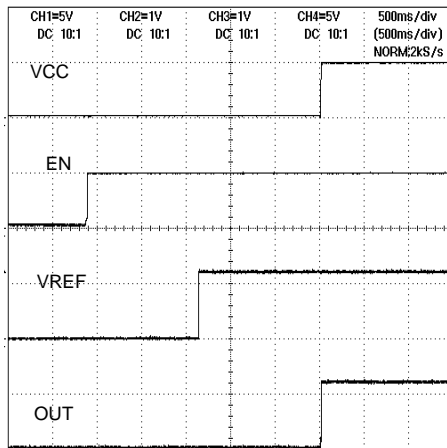 CH1=5V CH2=1V CH3=1V CH4=5V 500ms/div
DC 10:1 DC 10:1 DC 10:1 DC 10:1 (500ms/div)
NORM:2kS/s
VCC
EN
VREF
OUT